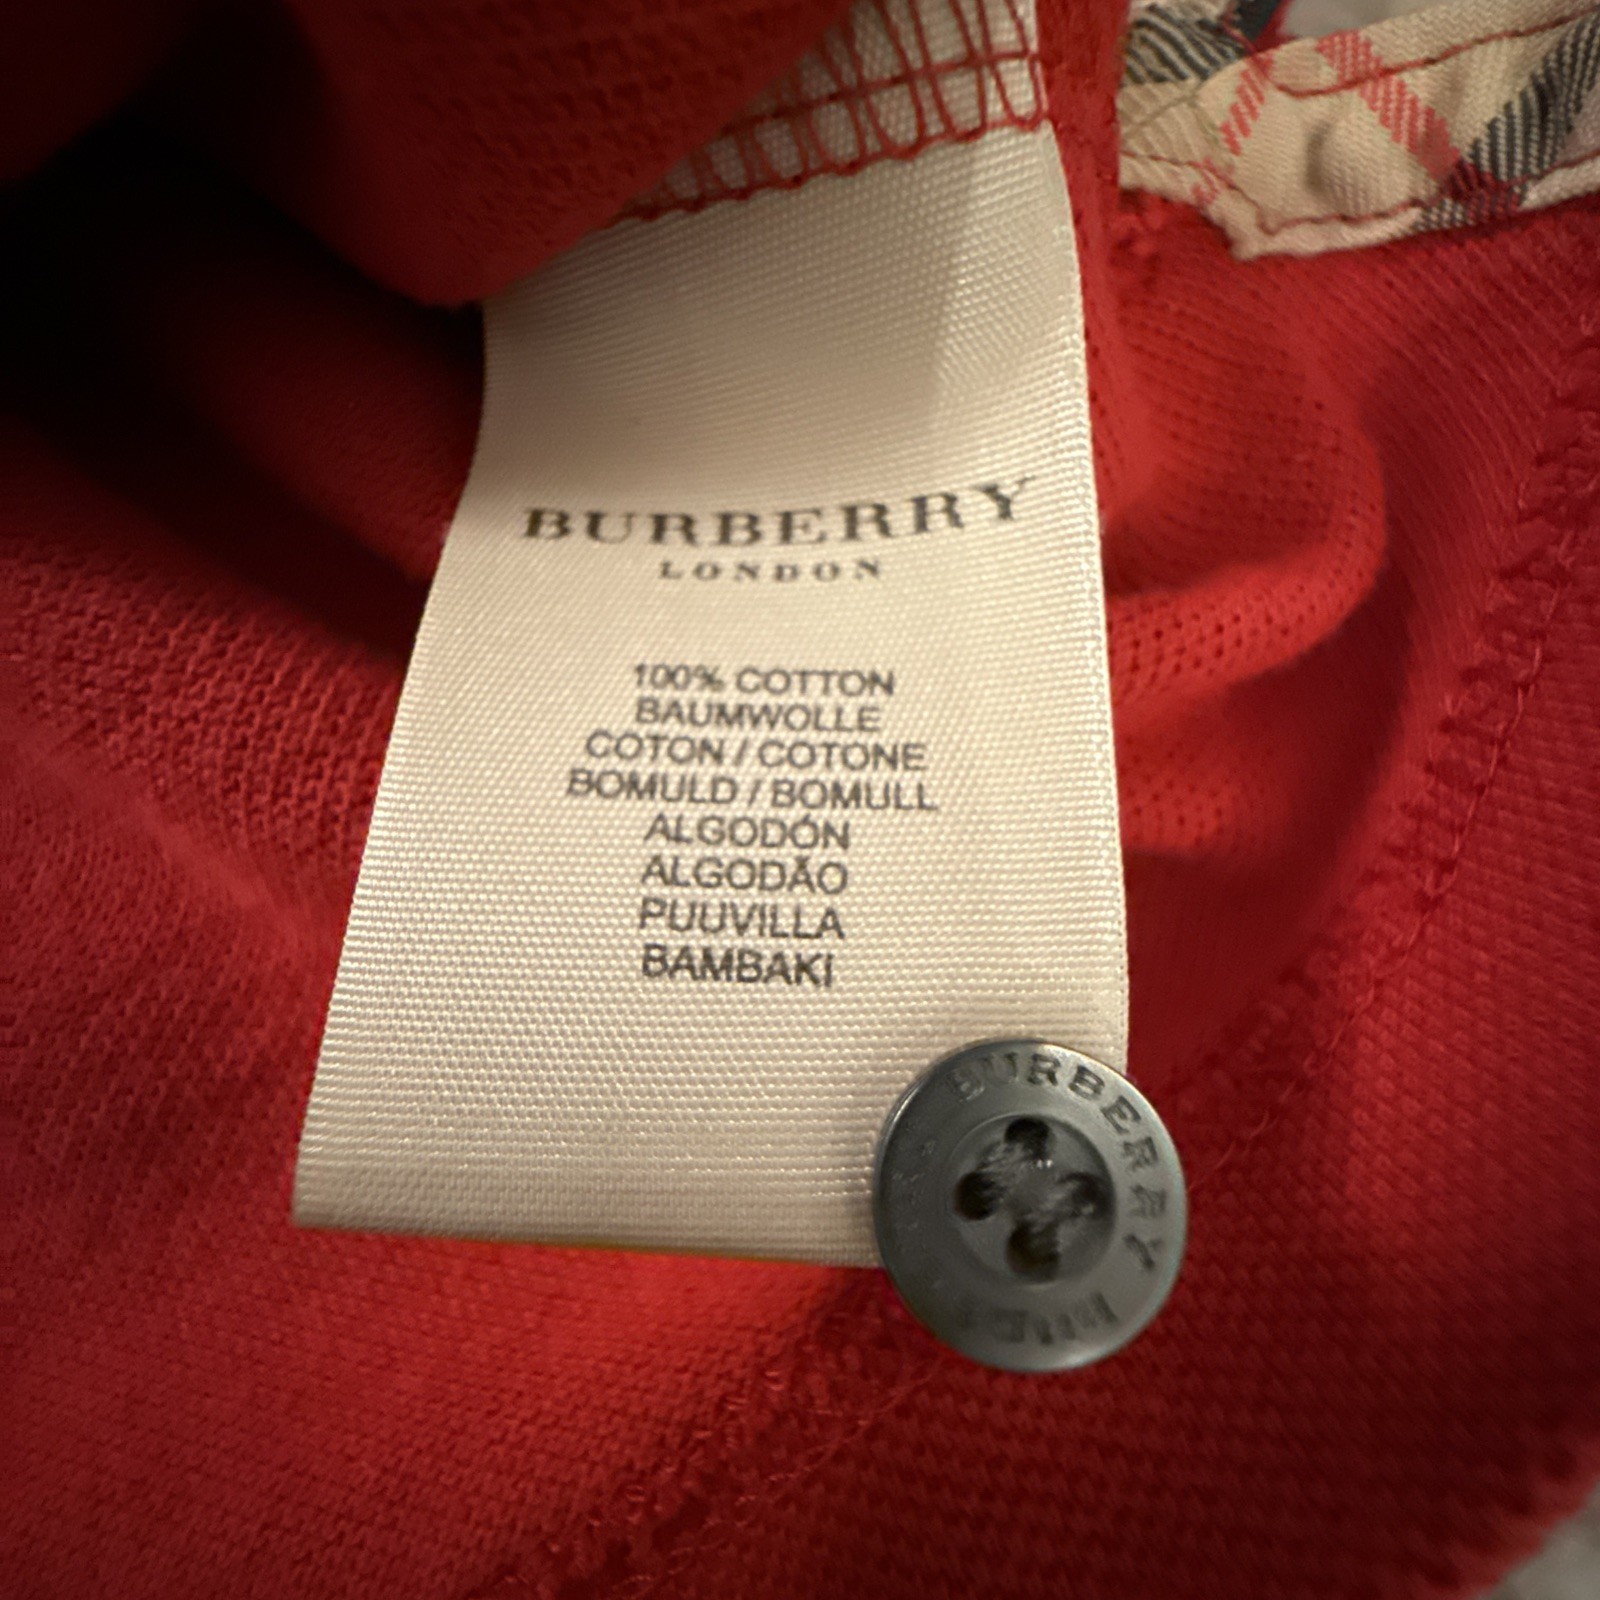 BURBERRY
LONDON
100% COTTON
BAUMWOLLE
COTON / COTONE
BOMULD / BOMULL
ALGODÓN
ALGODÃO
PUUVILLA
BAMBAKI
BURBERRY